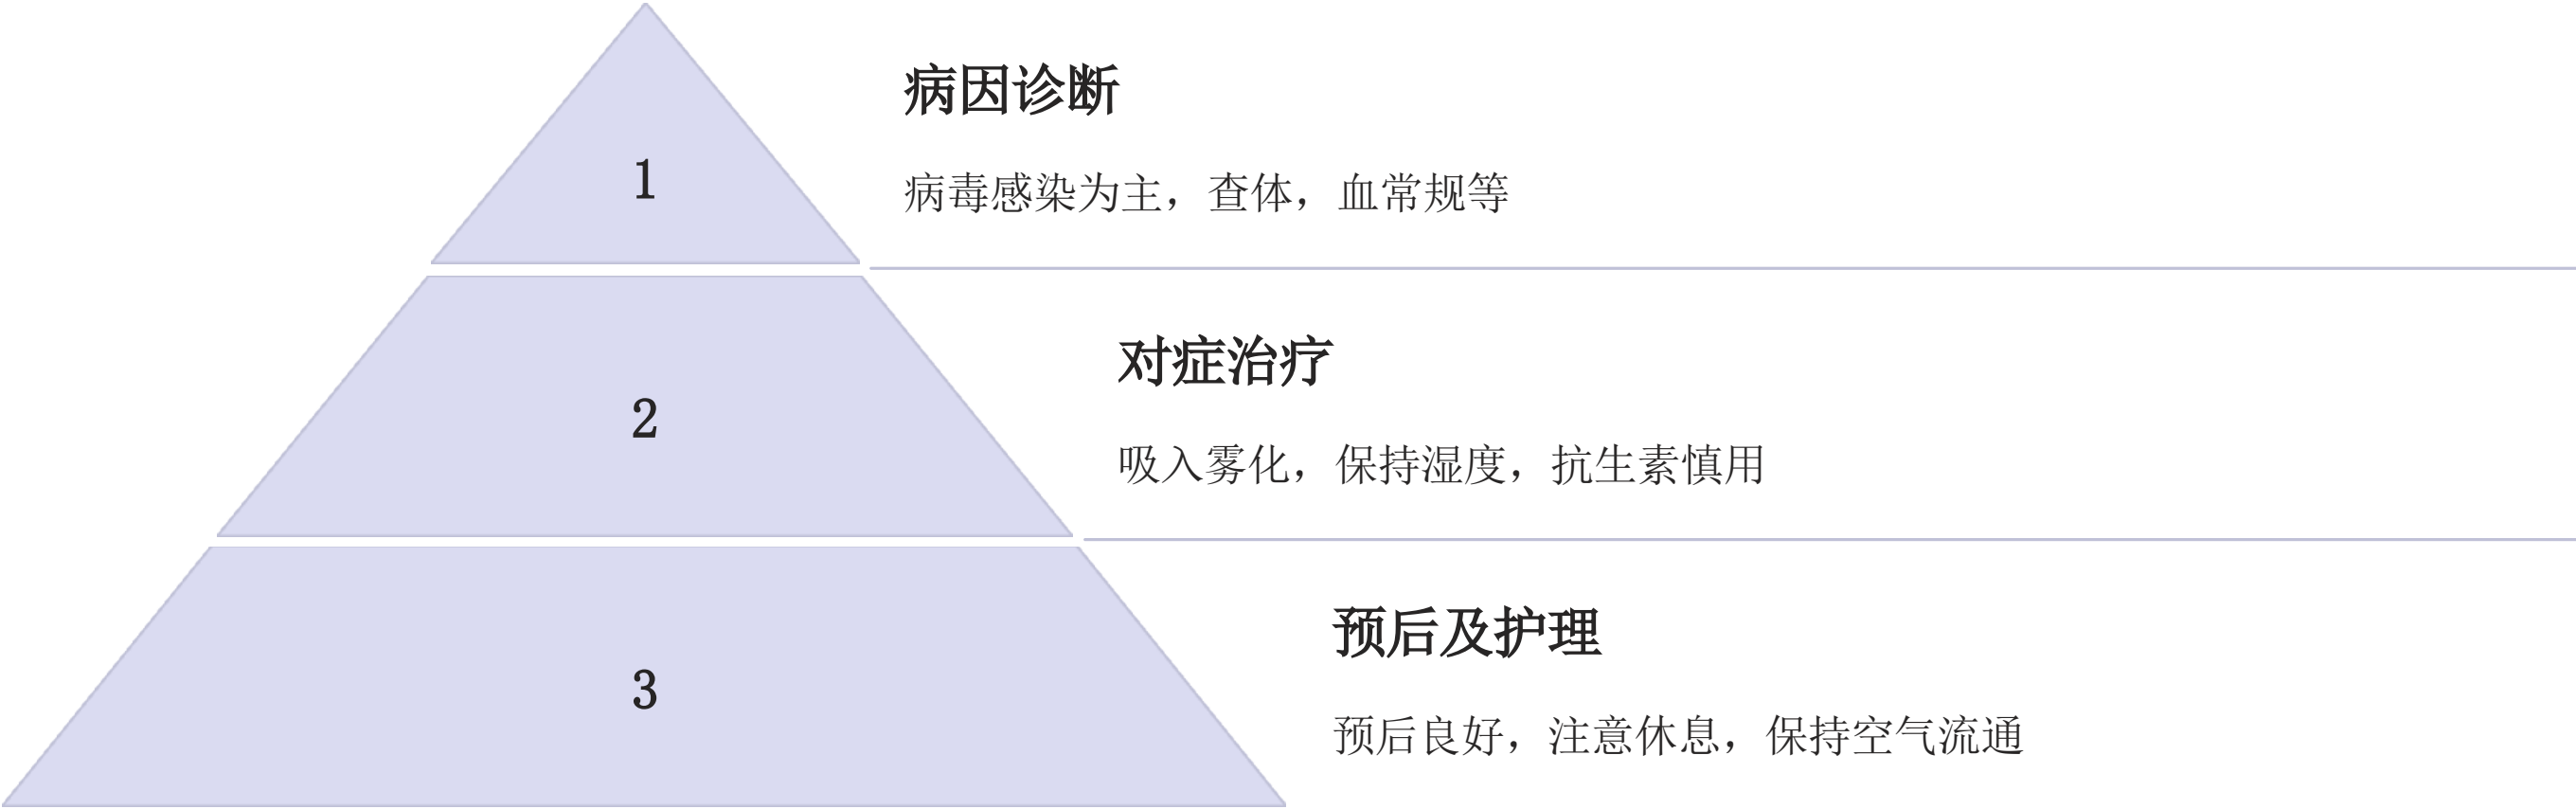 病因诊断
1
病毒感染为主，查体，血常规等
对症治疗
2
吸入雾化，保持湿度，抗生素慎用
预后及护理
3
预后良好，注意休息，保持空气流通